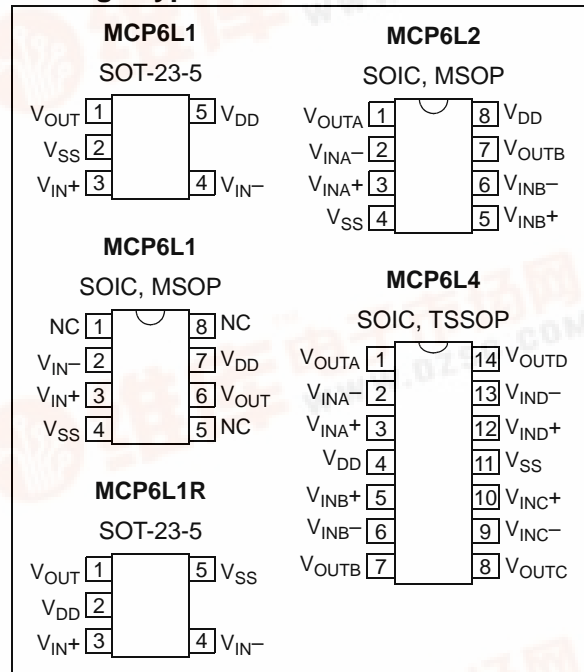 MCP6L1
SOT-23-5
VOUT 1 5 VDD
VSS 2
VIN+ 3 4 VIN–
MCP6L1
SOIC, MSOP
NC 1 8 NC
VIN– 2 7 VDD
VIN+ 3 6 VOUT
VSS 4 5 NC
MCP6L1R
SOT-23-5
VOUT 1 5 VSS
VDD 2
VIN+ 3 4 VIN–
MCP6L2
SOIC, MSOP
VOUTA 1 8 VDD
VINA– 2 7 VOUTB
VINA+ 3 6 VINB–
VSS 4 5 VINB+
MCP6L4
SOIC, TSSOP
VOUTA 1 14 VOUTD
VINA– 2 13 VIND–
VINA+ 3 12 VIND+
VDD 4 11 VSS
VINB+ 5 10 VINC+
VINB– 6 9 VINC–
VOUTB 7 8 VOUTC